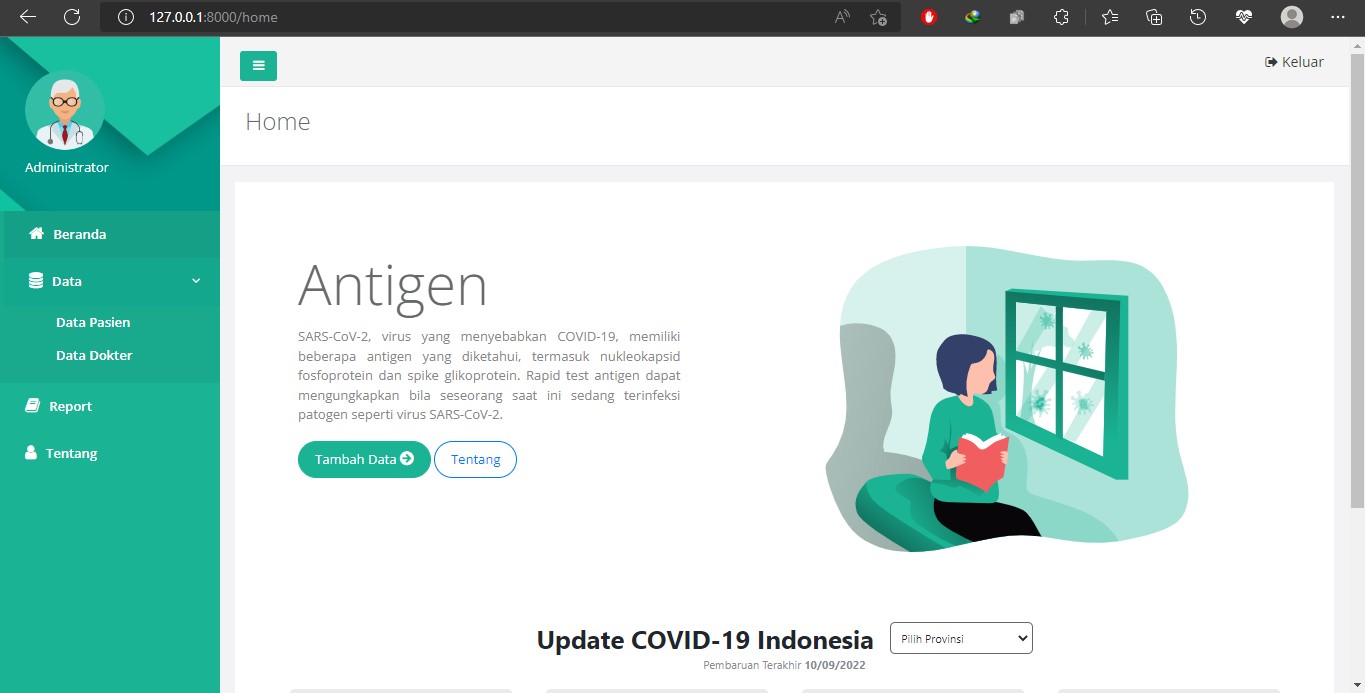 127.0.0.1:8000/home
Keluar
Home
Administrator
Beranda
Data
Data Pasien
Data Dokter
Report
Tentang
Antigen
SARS-CoV-2, virus yang menyebabkan COVID-19, memiliki
beberapa antigen yang diketahui, termasuk nukleokapsid
fosfoprotein dan spike glikoprotein. Rapid test antigen dapat
mengungkapkan bila seseorang saat ini sedang terinfeksi
patogen seperti virus SARS-CoV-2.
Tambah Data
Tentang
Update COVID-19 Indonesia
Pilih Provinsi
Pembaruan Terakhir 10/09/2022